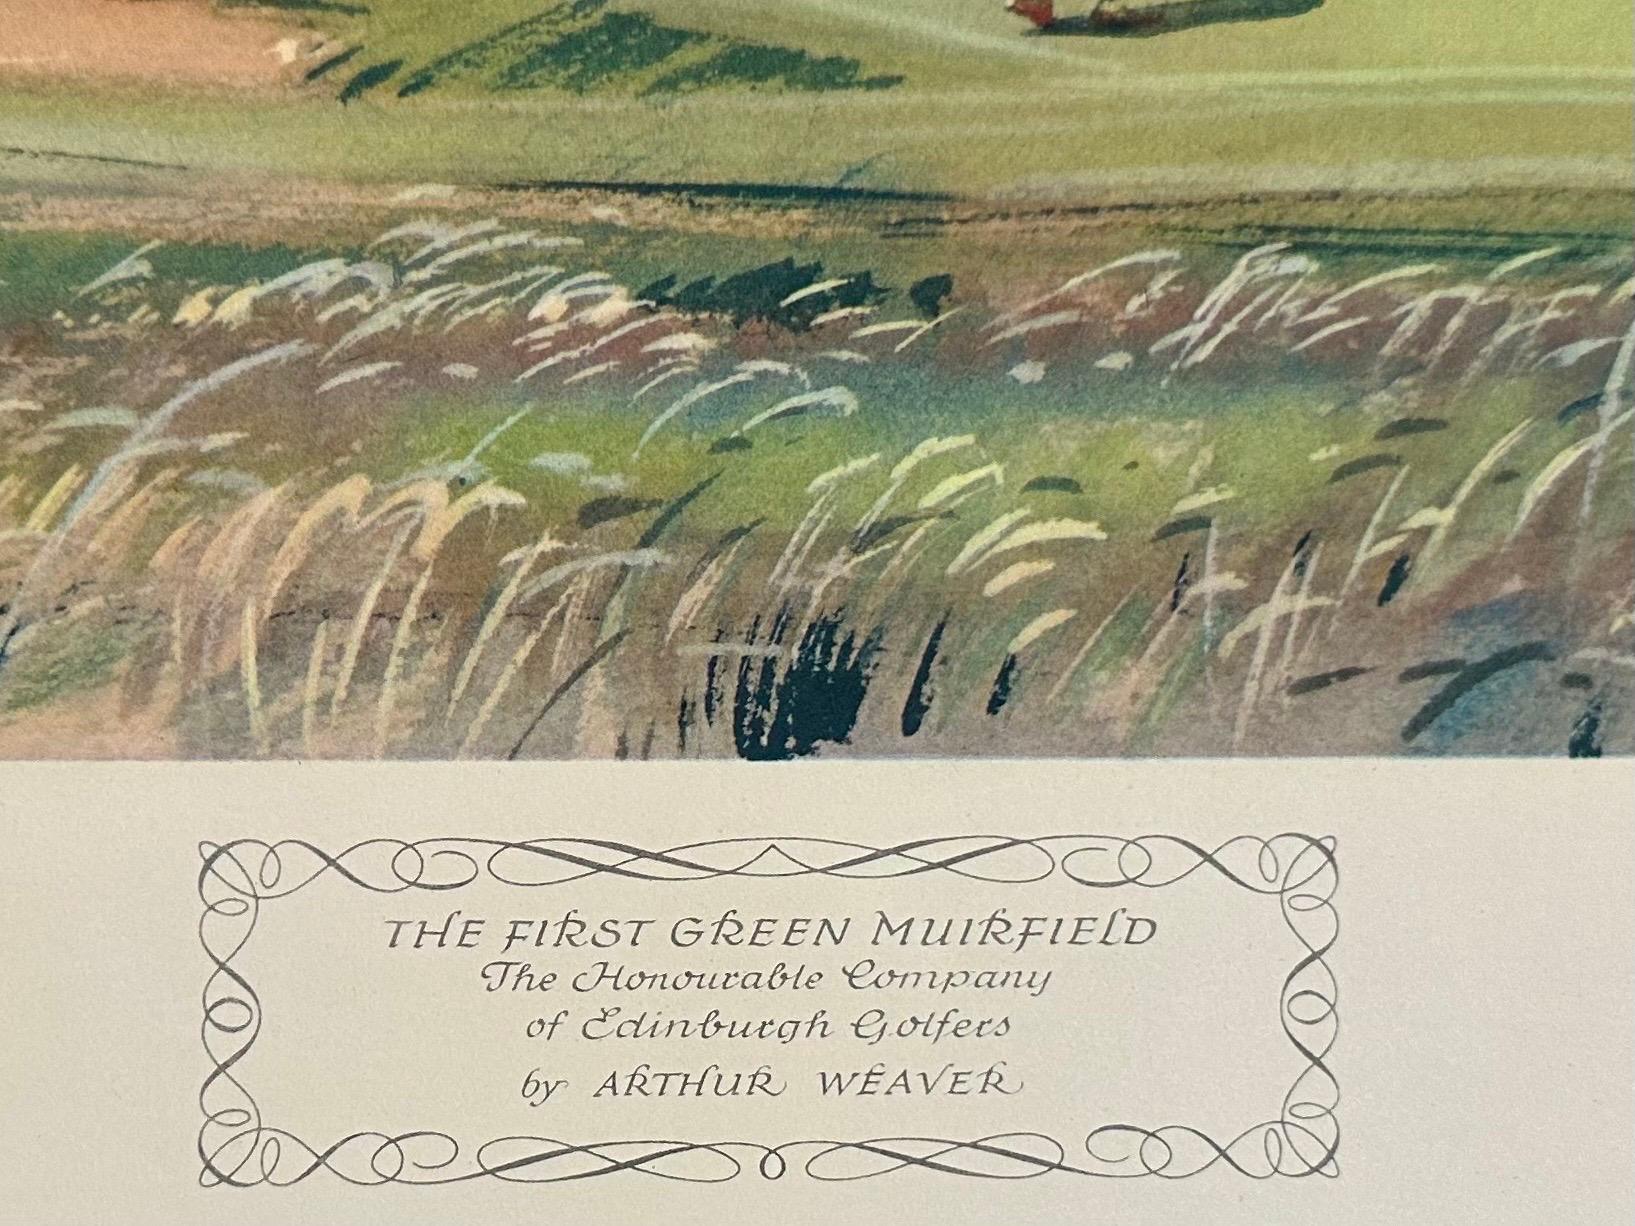 THE FIRST GREEN MUIRFIELD
The Honourable Company
of Edinburgh Golfers
by ARTHUR WEAVER